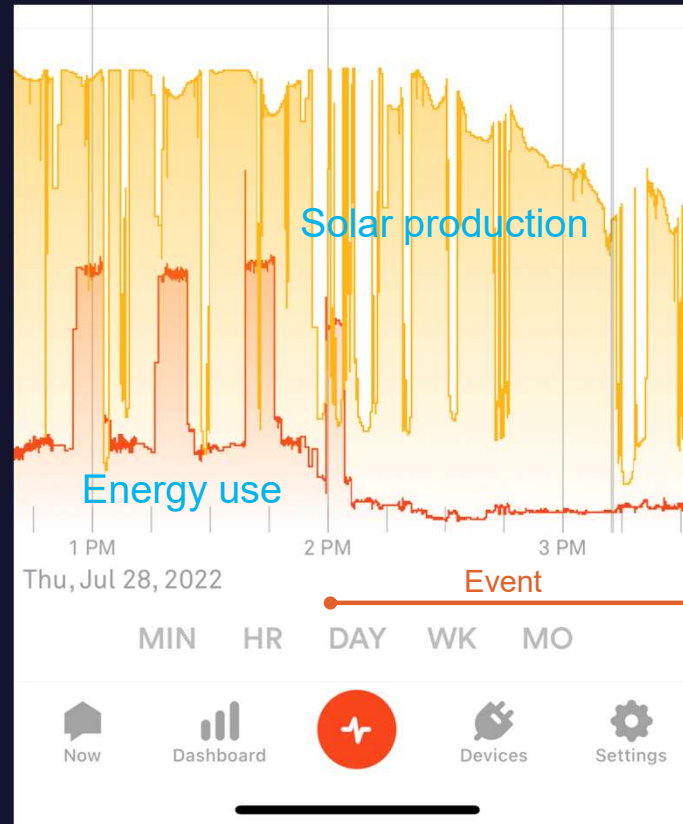 Solar production
Energy use
1 PM 2 PM 3 PM
Thu, Jul 28, 2022
Event
MIN HR DAY WK MO
Now Dashboard Devices Settings